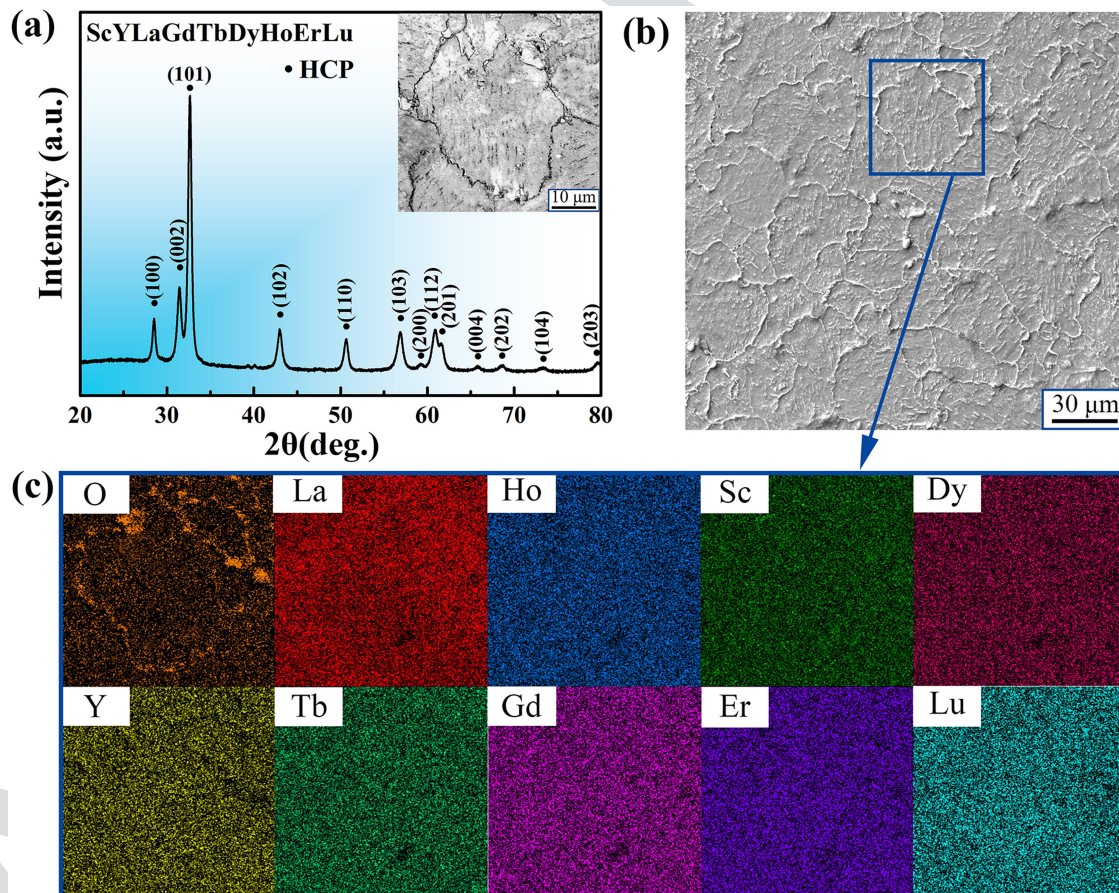 (a)
ScYLaGdTbDyHoErLu
• HCP
(101)
(002)
(100)
(102)
(110)
(103)
(200)
(112)
(201)
(004)
(202)
(104)
(203)
10 μm
Intensity (a.u.)
20 30 40 50 60 70 80
2θ(deg.)
(b)
30 μm
(c)
O La Ho Sc Dy
Y Tb Gd Er Lu